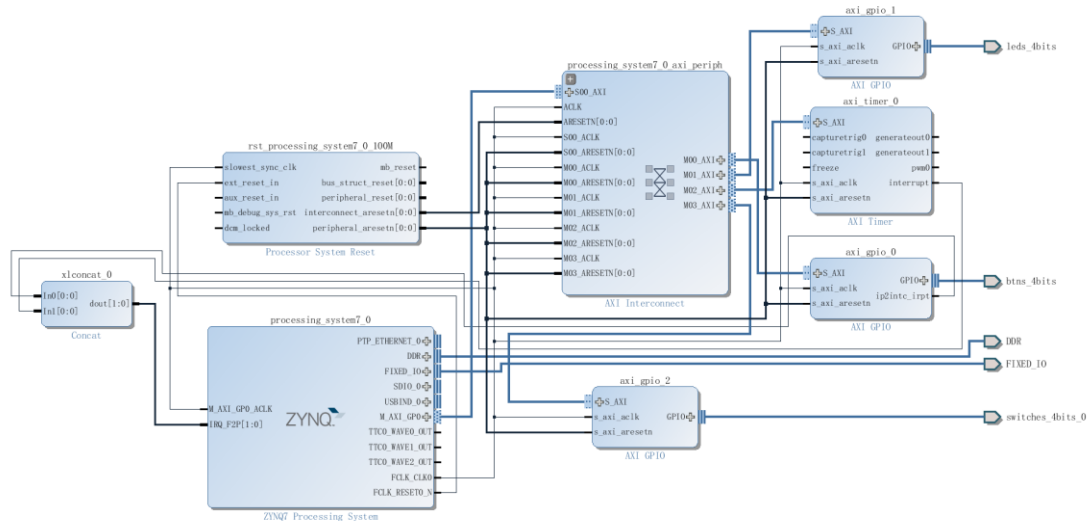 axi_gpio_1
S_AXI
s_axi_aclk
s_axi_aresetn
GPIO
AXI GPIO
leds_4bits
processing_system7_0_axi_periph
S00_AXI
ACLK
ARESETN[0:0]
S00_ACLK
S00_ARESETN[0:0]
M00_ACLK
M00_ARESETN[0:0]
M01_ACLK
M01_ARESETN[0:0]
M02_ACLK
M02_ARESETN[0:0]
M03_ACLK
M03_ARESETN[0:0]
M00_AXI
M01_AXI
M02_AXI
M03_AXI
AXI Interconnect
axi_timer_0
S_AXI
capturetrig0
capturetrig1
freeze
s_axi_aclk
s_axi_aresetn
generateout0
generateout1
pwm0
interrupt
AXI Timer
rst_processing_system7_0_100M
slowest_sync_clk
ext_reset_in
aux_reset_in
mb_debug_sys_rst
dcm_locked
mb_reset
bus_struct_reset[0:0]
peripheral_reset[0:0]
interconnect_aresetn[0:0]
peripheral_aresetn[0:0]
Processor System Reset
axi_gpio_0
S_AXI
s_axi_aclk
s_axi_aresetn
GPIO
ip2intc_irpt
AXI GPIO
btns_4bits
xlconcat_0
In0[0:0]
In1[0:0]
dout[1:0]
Concat
processing_system7_0
M_AXI_GP0_ACLK
IRQ_F2P[1:0]
ZYNQ
PTP_ETHERNET_0
DDR
FIXED_IO
SDIO_0
USBIND_0
M_AXI_GP0
TTC0_WAVE0_OUT
TTC0_WAVE1_OUT
TTC0_WAVE2_OUT
FCLK_CLK0
FCLK_RESET0_N
ZYNQ7 Processing System
DDR
FIXED_IO
axi_gpio_2
S_AXI
s_axi_aclk
s_axi_aresetn
GPIO
AXI GPIO
switches_4bits_0